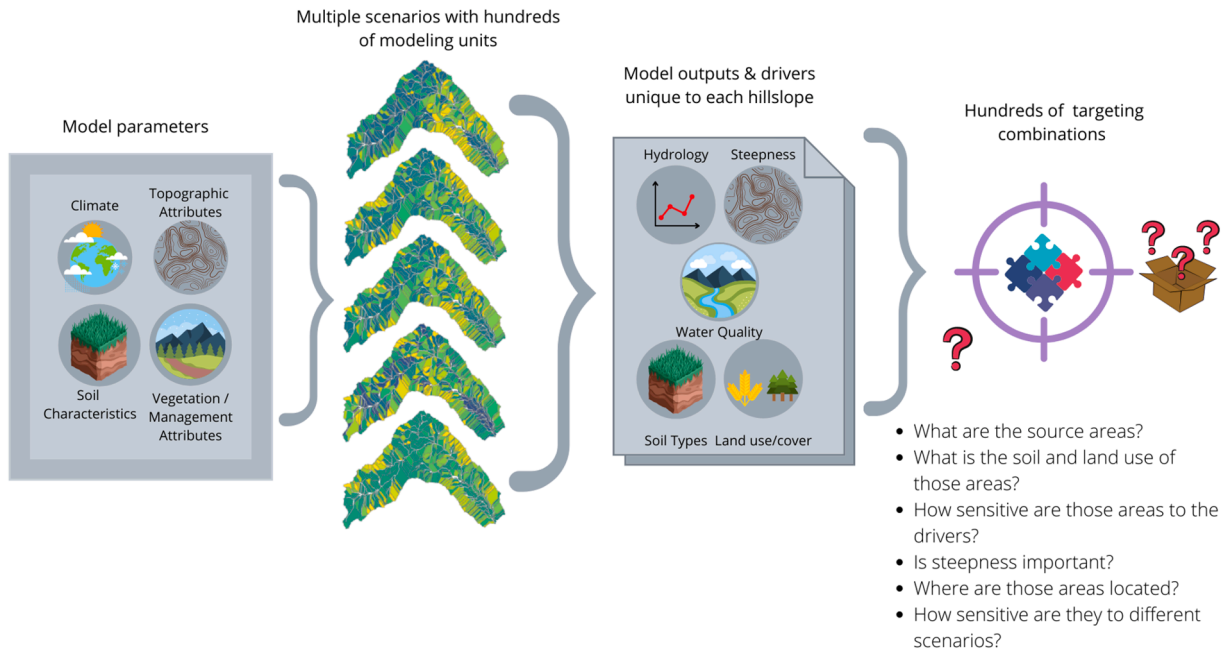 Multiple scenarios with hundreds
of modeling units
Model parameters
Climate
Topographic
Attributes
Soil
Characteristics
Vegetation /
Management
Attributes
Model outputs & drivers
unique to each hillslope
Hydrology
Steepness
Water Quality
Soil Types
Land use/cover
Hundreds of targeting
combinations
?
? ? ?
• What are the source areas?
• What is the soil and land use of
those areas?
• How sensitive are those areas to the
drivers?
• Is steepness important?
• Where are those areas located?
• How sensitive are they to different
scenarios?